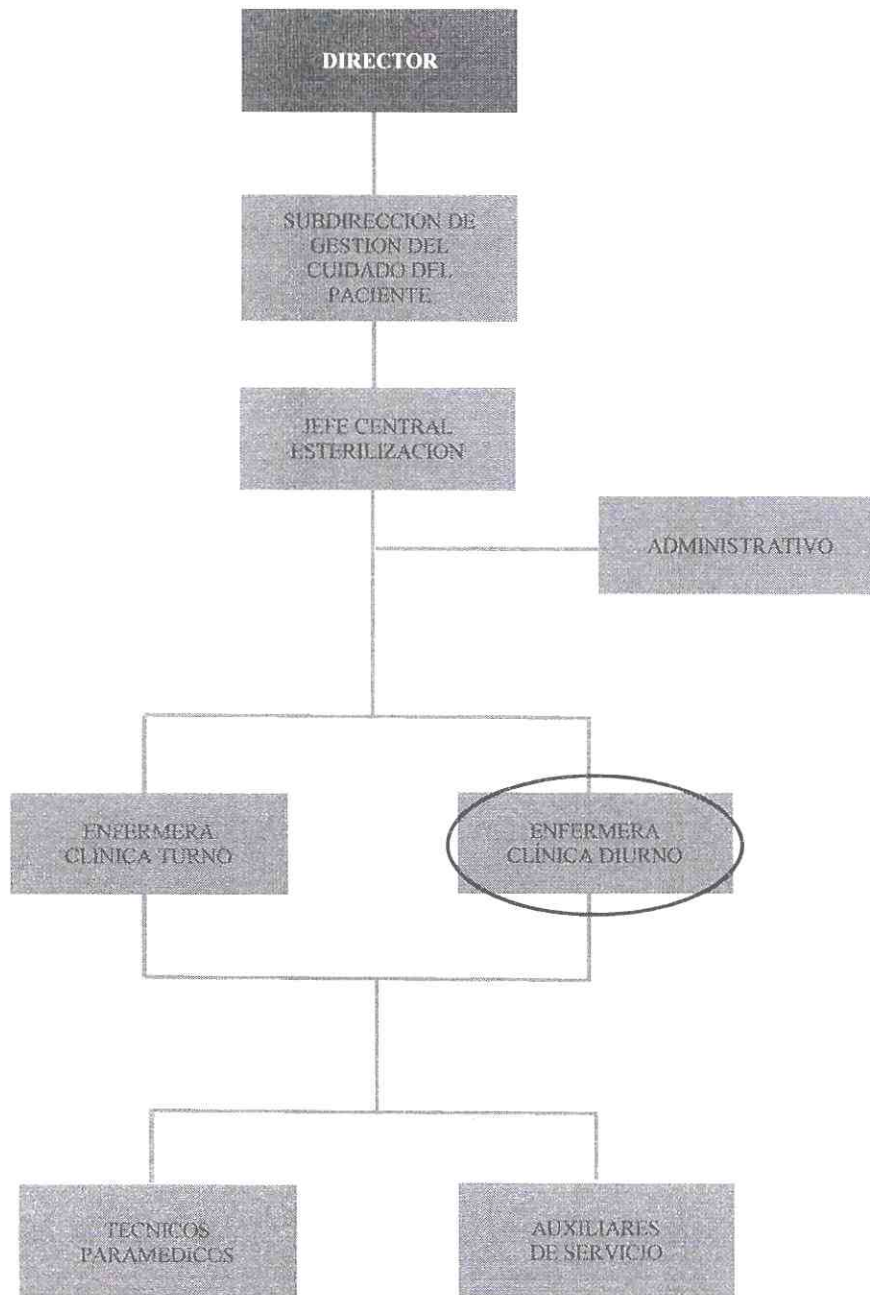 DIRECTOR
SUBDIRECCION DE
GESTION DEL
CUIDADO DEL
PACIENTE
JEFE CENTRAL
ESTERILIZACION
ADMINISTRATIVO
ENFERMERA
CLINICA TURNO
ENFERMERA
CLÍNICA DIURNO
TECNICOS
PARAMEDICOS
AUXILIARES
DE SERVICIO